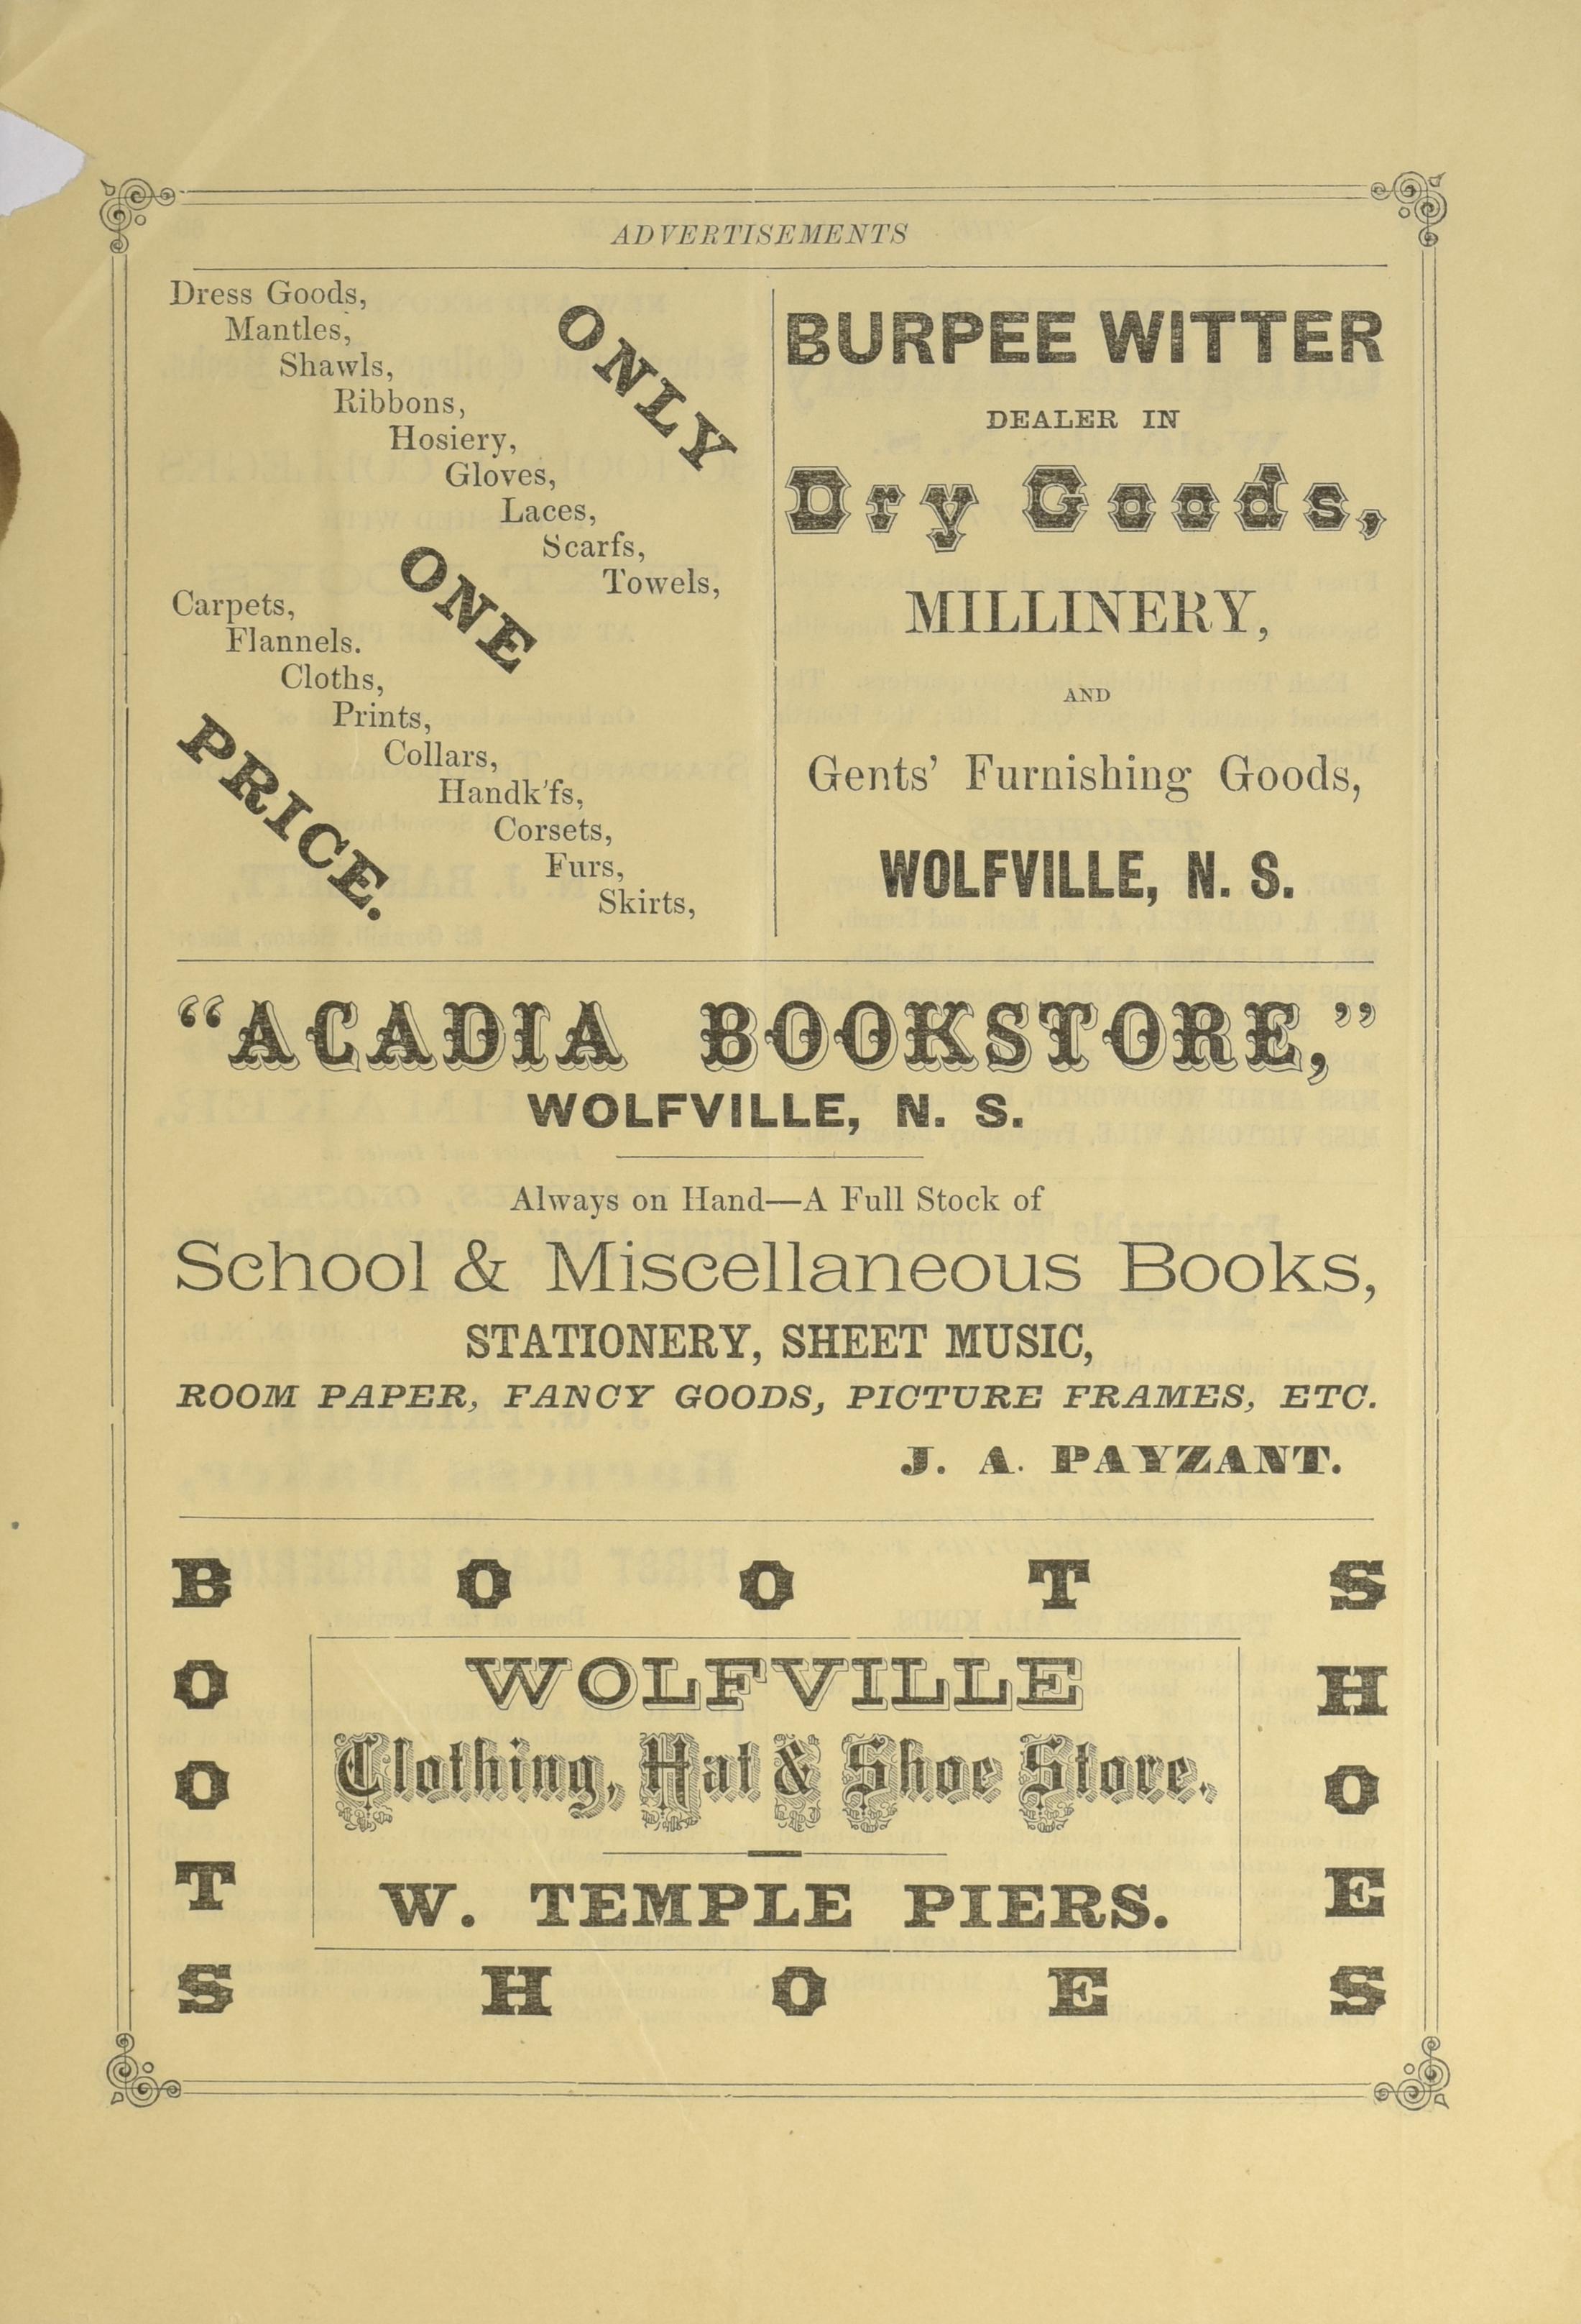 ADVERTISEMENTS
Dress Goods,
Mantles,
Shawls,
Ribbons,
Hosiery,
Gloves,
Laces,
Scarfs,
Towels,
ONLY
ONE
PRICE.
Carpets,
Flannels.
Cloths,
Prints,
Collars,
Handk'fs,
Corsets,
Furs,
Skirts,
BURPEE WITTER
DEALER IN
Dry Goods,
MILLINERY,
AND
Gents' Furnishing Goods,
WOLFVILLE, N. S.
"ACADIA BOOKSTORE,"
WOLFVILLE, N. S.
Always on Hand—A Full Stock of
School & Miscellaneous Books,
STATIONERY, SHEET MUSIC,
ROOM PAPER, FANCY GOODS, PICTURE FRAMES, ETC.
J. A. PAYZANT.
BOOTS
BOOTS
SHOES
WOLFVILLE
Clothing, Hat & Shoe Store.
W. TEMPLE PIERS.
SHOES